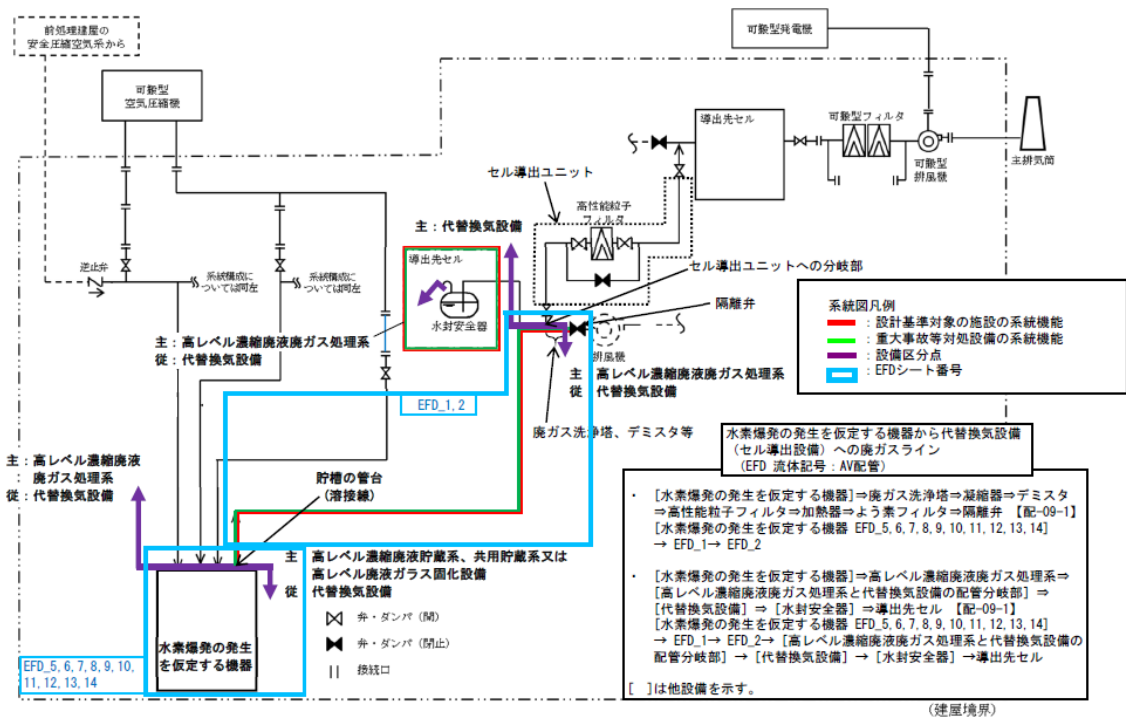 前処理建屋の
安全圧縮空気系から
可搬型
空気圧縮機
可搬型発電機
導出先セル
可搬型フィルタ
可搬型
排風機
主排気筒
セル導出ユニット
高性能粒子
フィルタ
主：代替換気設備
導出先セル
水封安全器
セル導出ユニットへの分岐部
隔離弁
逆止弁
系統構成に
ついては同左
系統構成に
ついては同左
主：高レベル濃縮廃液廃ガス処理系
従：代替換気設備
排風機
主：高レベル濃縮廃液廃ガス処理系
従：代替換気設備
系統図凡例
：設計基準対象の施設の系統機能
：重大事故等対処設備の系統機能
：設備区分点
：EFDシート番号
EFD_1, 2
廃ガス洗浄塔、デミスタ等
主：高レベル濃縮廃液
：廃ガス処理系
従：代替換気設備
貯槽の管台
（溶接線）
水素爆発の発生を仮定する機器から代替換気設備
（セル導出設備）への廃ガスライン
（EFD 流体記号：AV配管）
・ [水素爆発の発生を仮定する機器]⇒廃ガス洗浄塔⇒凝縮器⇒デミスタ
⇒高性能粒子フィルタ⇒加熱器⇒よう素フィルタ⇒隔離弁 【配-09-1】
[水素爆発の発生を仮定する機器 EFD_5, 6, 7, 8, 9, 10, 11, 12, 13, 14]
→ EFD_1→ EFD_2
・ [水素爆発の発生を仮定する機器]⇒高レベル濃縮廃液廃ガス処理系⇒
[高レベル濃縮廃液廃ガス処理系と代替換気設備の配管分岐部] ⇒
[代替換気設備] ⇒ [水封安全器]⇒導出先セル 【配-09-1】
[水素爆発の発生を仮定する機器 EFD_5, 6, 7, 8, 9, 10, 11, 12, 13, 14]
→ EFD_1→ EFD_2→ [高レベル濃縮廃液廃ガス処理系と代替換気設備の
配管分岐部] → [代替換気設備] → [水封安全器] →導出先セル
[ ]は他設備を示す。
主 高レベル濃縮廃液貯蔵系、共用貯蔵系又は
高レベル廃液ガラス固化設備
従 代替換気設備
弁・ダンパ（開）
弁・ダンパ（閉止）
接続口
水素爆発の発生
を仮定する機器
EFD_5, 6, 7, 8, 9, 10,
11, 12, 13, 14
（建屋境界）